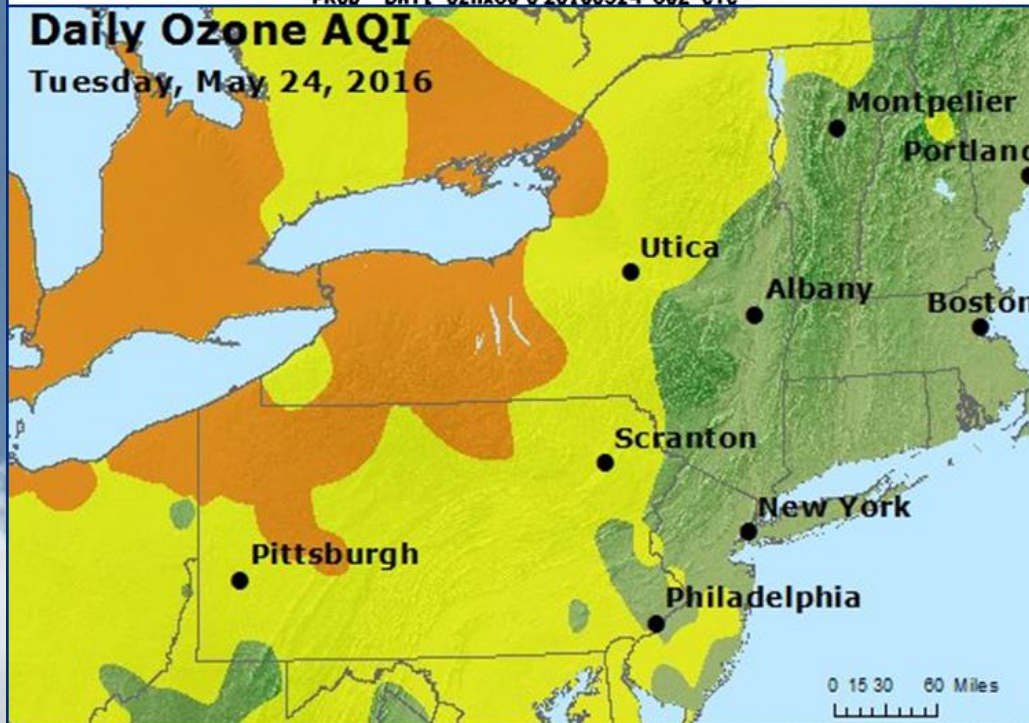 Daily Ozone AQI
Tuesday, May 24, 2016
Montpelier
Portland
Utica
Albany
Boston
Scranton
New York
Pittsburgh
Philadelphia
0 15 30 60 Miles